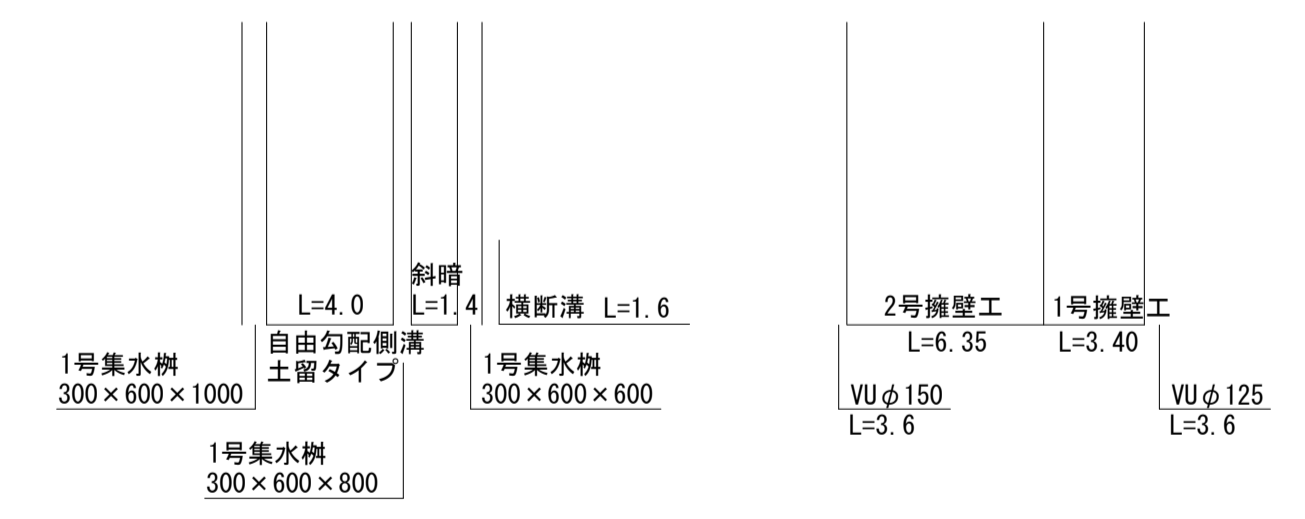 斜暗
L=4.0
L=1.4
横断溝 L=1.6
自由勾配側溝
土留タイプ
1号集水桝
300×600×1000
1号集水桝
300×600×600
1号集水桝
300×600×800
2号擁壁工
1号擁壁工
L=6.35
L=3.40
VUφ150
L=3.6
VUφ125
L=3.6